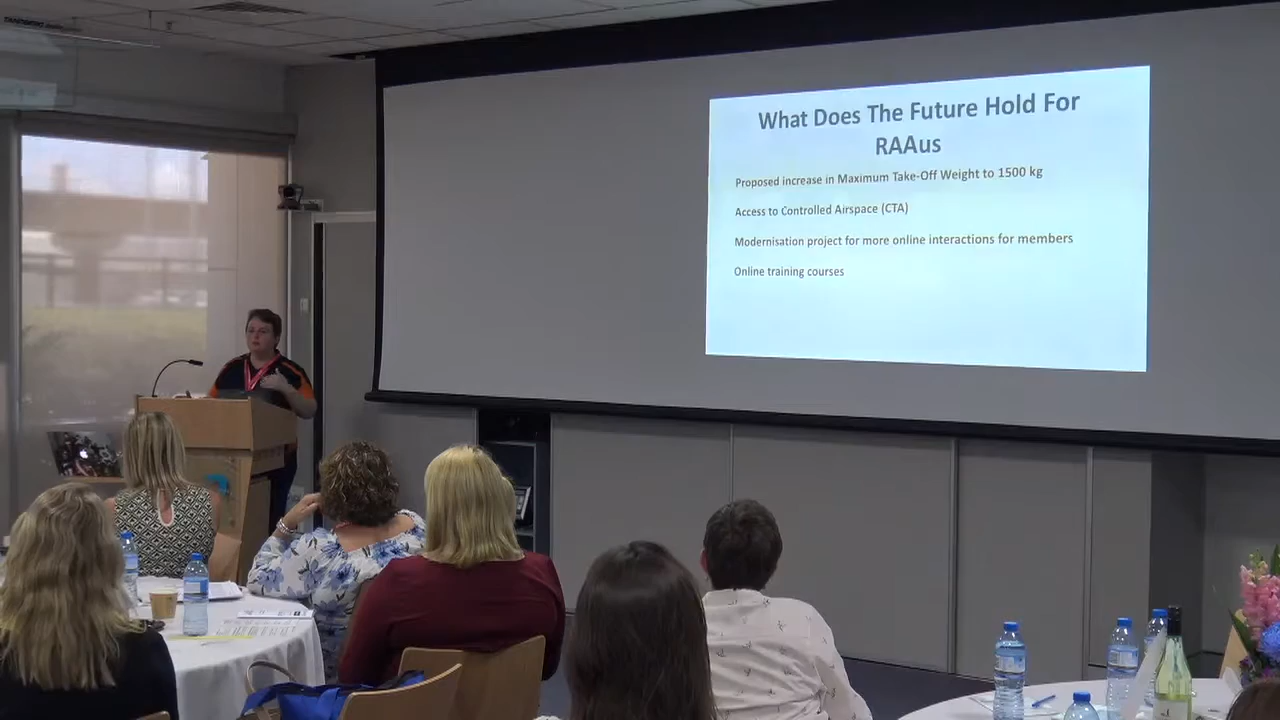 What Does The Future Hold For
RAAus
Proposed increase in Maximum Take-Off Weight to 1500 kg
Access to Controlled Airspace (CTA)
Modernisation project for more online interactions for members
Online training courses